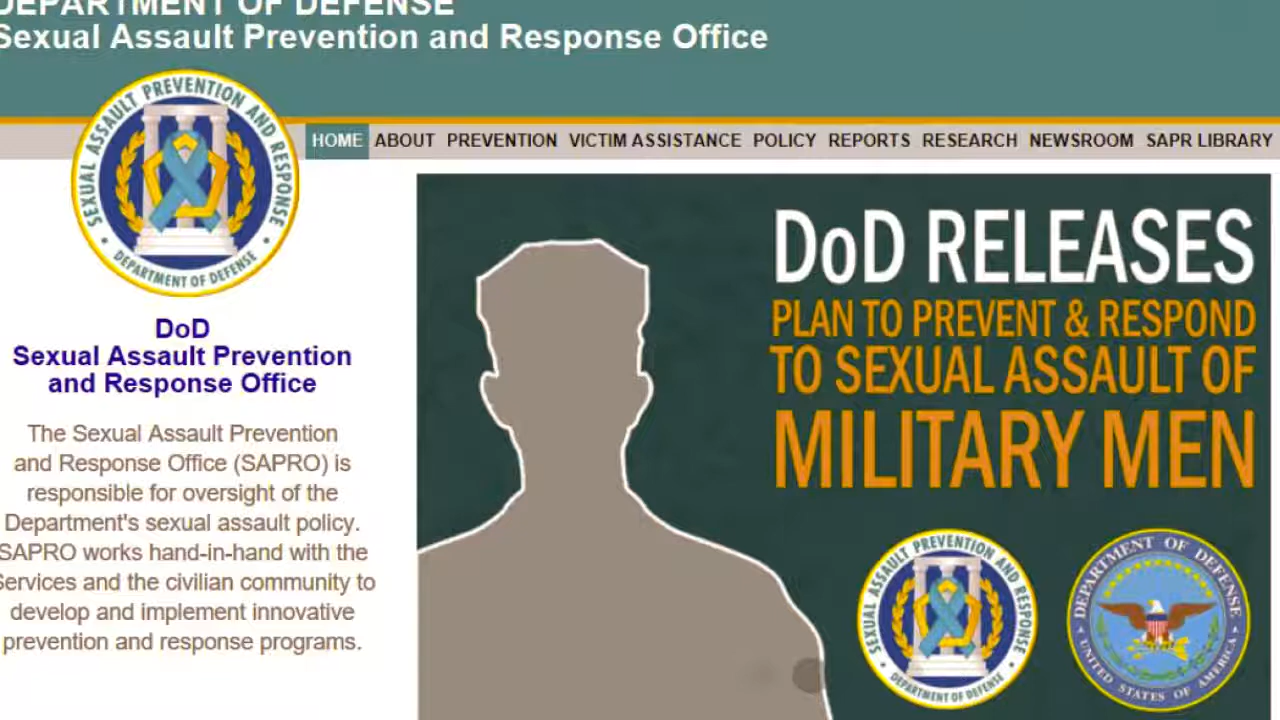 DEPARTMENT OF DEFENSE
Sexual Assault Prevention and Response Office
SEXUAL ASSAULT PREVENTION AND RESPONSE
DEPARTMENT OF DEFENSE
HOME ABOUT PREVENTION VICTIM ASSISTANCE POLICY REPORTS RESEARCH NEWSROOM SAPR LIBRARY
DoD
Sexual Assault Prevention
and Response Office
The Sexual Assault Prevention
and Response Office (SAPRO) is
responsible for oversight of the
Department's sexual assault policy.
SAPRO works hand-in-hand with the
Services and the civilian community to
develop and implement innovative
prevention and response programs.
DoD RELEASES
PLAN TO PREVENT & RESPOND
TO SEXUAL ASSAULT OF
MILITARY MEN
SEXUAL ASSAULT PREVENTION AND RESPONSE
DEPARTMENT OF DEFENSE
DEPARTMENT OF DEFENSE
UNITED STATES OF AMERICA